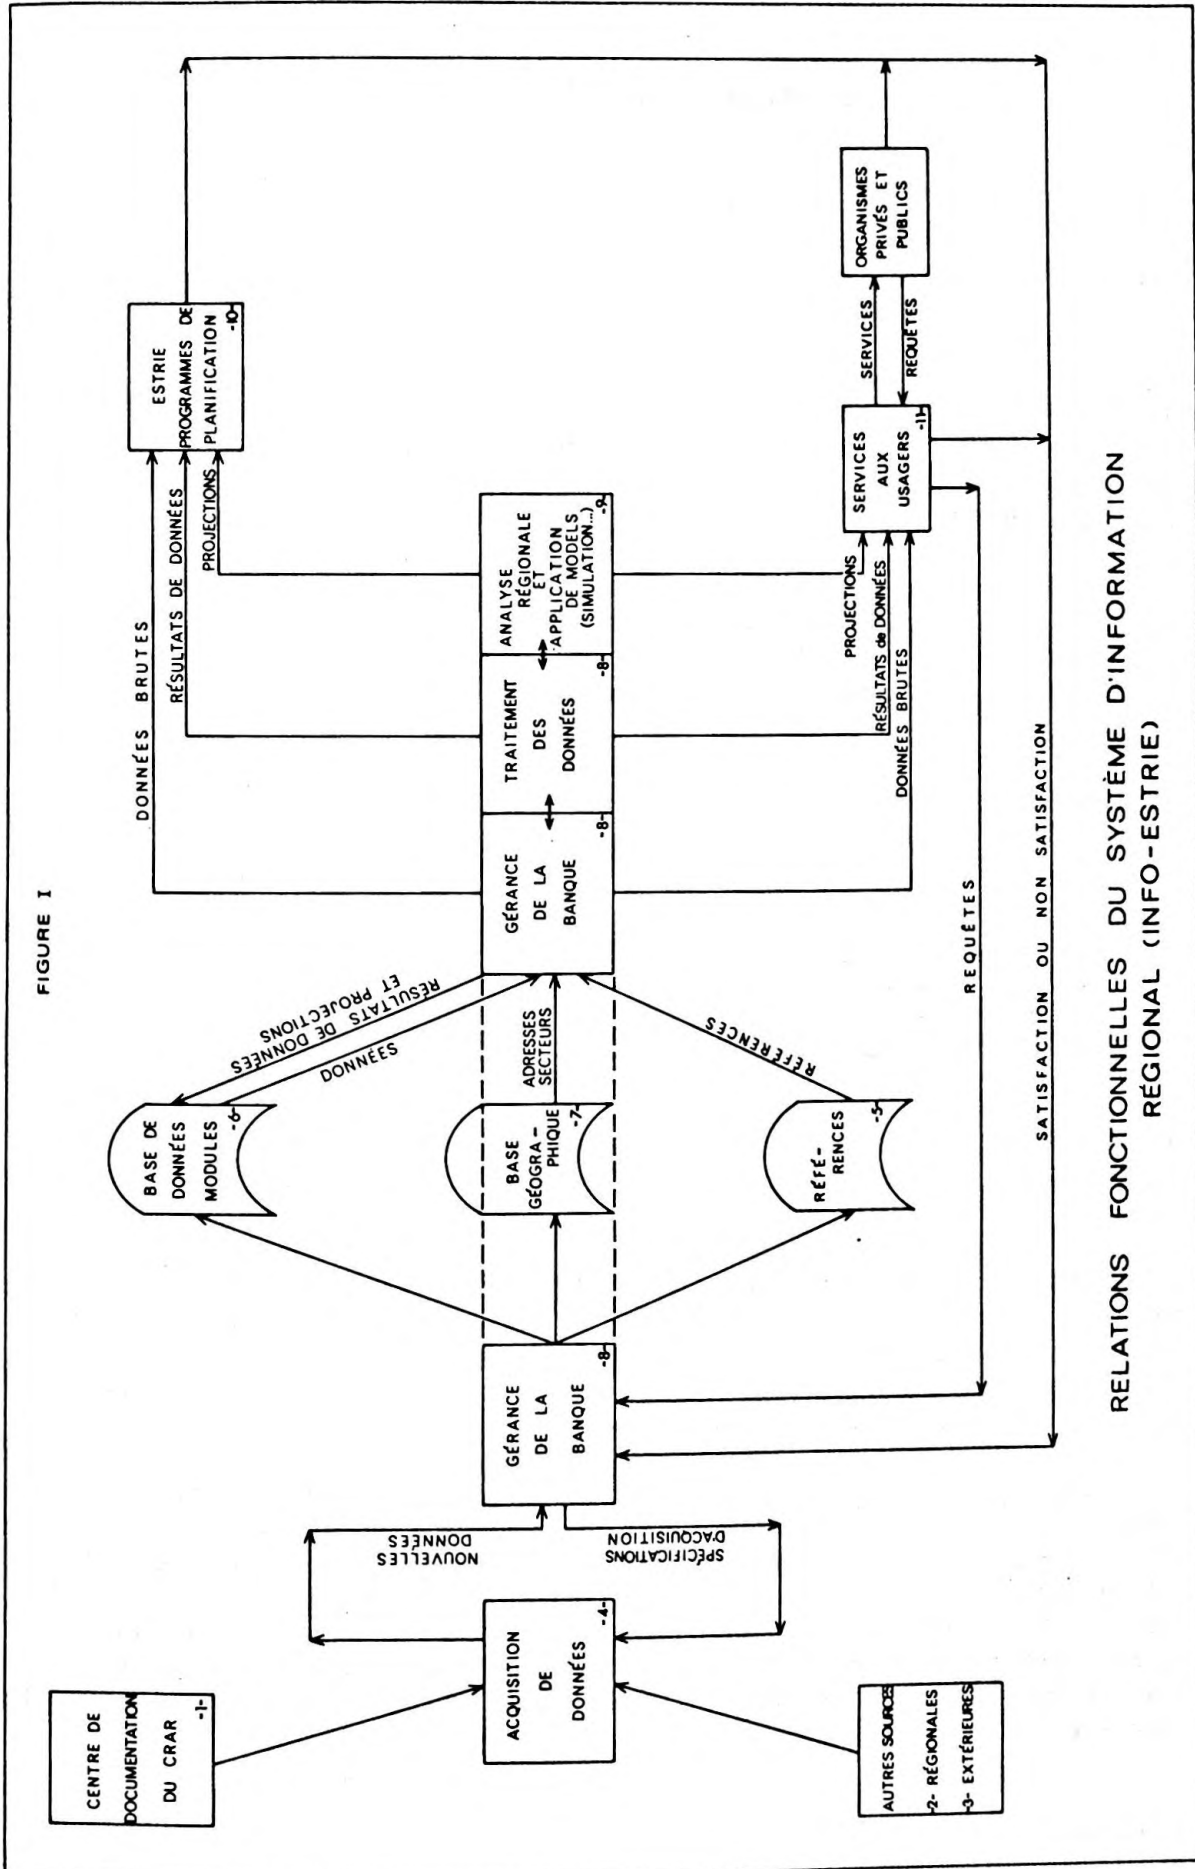 FIGURE I
CENTRE DE
DOCUMENTATION
DU CRAR
-1-
AUTRES SOURCES
-2- RÉGIONALES
-3- EXTÉRIEURES
ACQUISITION
DE
DONNÉES
-4-
NOUVELLES
DONNÉES
SPÉCIFICATIONS
D'ACQUISITION
GÉRANCE
DE LA
BANQUE
-8-
BASE DE
DONNÉES
MODULES
-6-
BASE
GÉOGRA-
PHIQUE
-7-
RÉFÉ-
RENCES
-5-
RÉSULTATS DE DONNÉES
ET PROJECTIONS
DONNÉES
ADRESSES
SECTEURS
RÉFÉRENCES
GÉRANCE
DE LA
BANQUE
-8-
TRAITEMENT
DES
DONNÉES
-8-
ANALYSE
RÉGIONALE
ET
APPLICATION
DE MODELS
(SIMULATION...)
-9-
DONNÉES BRUTES
RÉSULTATS DE DONNÉES
PROJECTIONS
ESTRIE
PROGRAMMES DE
PLANIFICATION
-10-
PROJECTIONS
RÉSULTATS de DONNÉES
DONNÉES BRUTES
SERVICES
AUX
USAGERS
-11-
SERVICES
REQUÊTES
ORGANISMES
PRIVÉS ET
PUBLICS
REQUÊTES
SATISFACTION OU NON SATISFACTION
RELATIONS FONCTIONNELLES DU SYSTÈME D'INFORMATION
RÉGIONAL (INFO-ESTRIE)